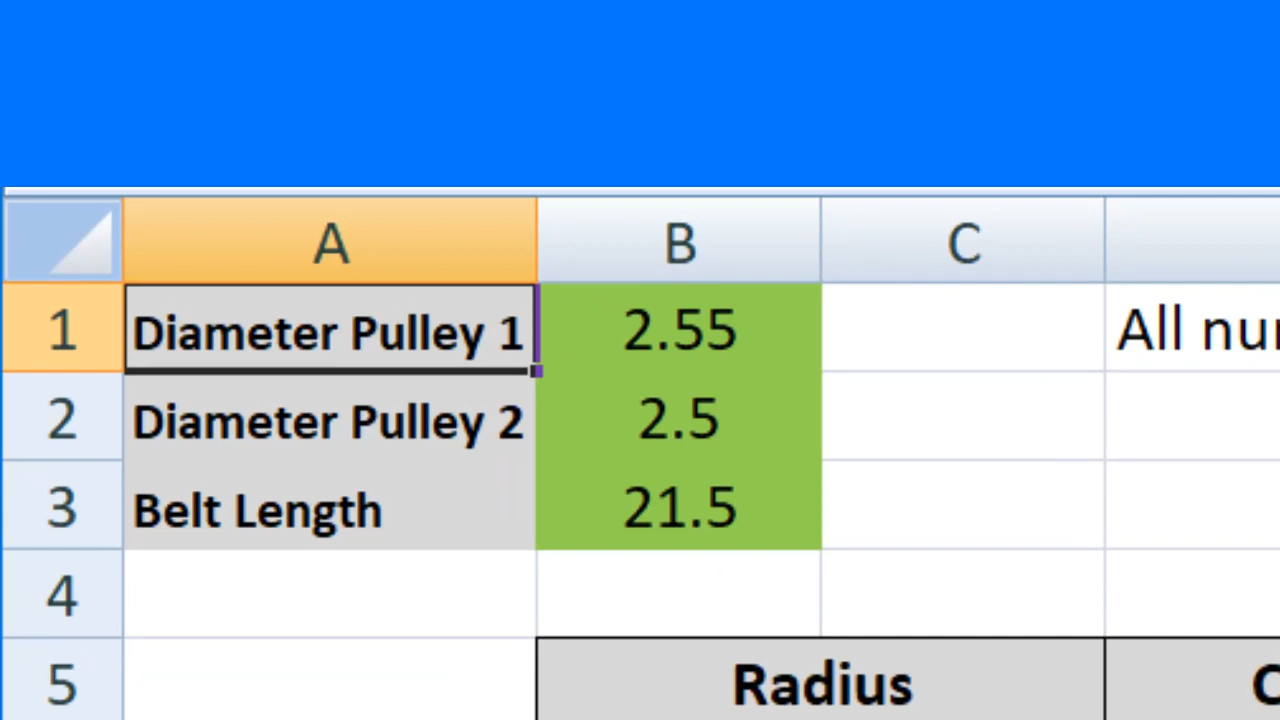 A B C
1 Diameter Pulley 1 2.55 All
2 Diameter Pulley 2 2.5
3 Belt Length 21.5
4
5 Radius